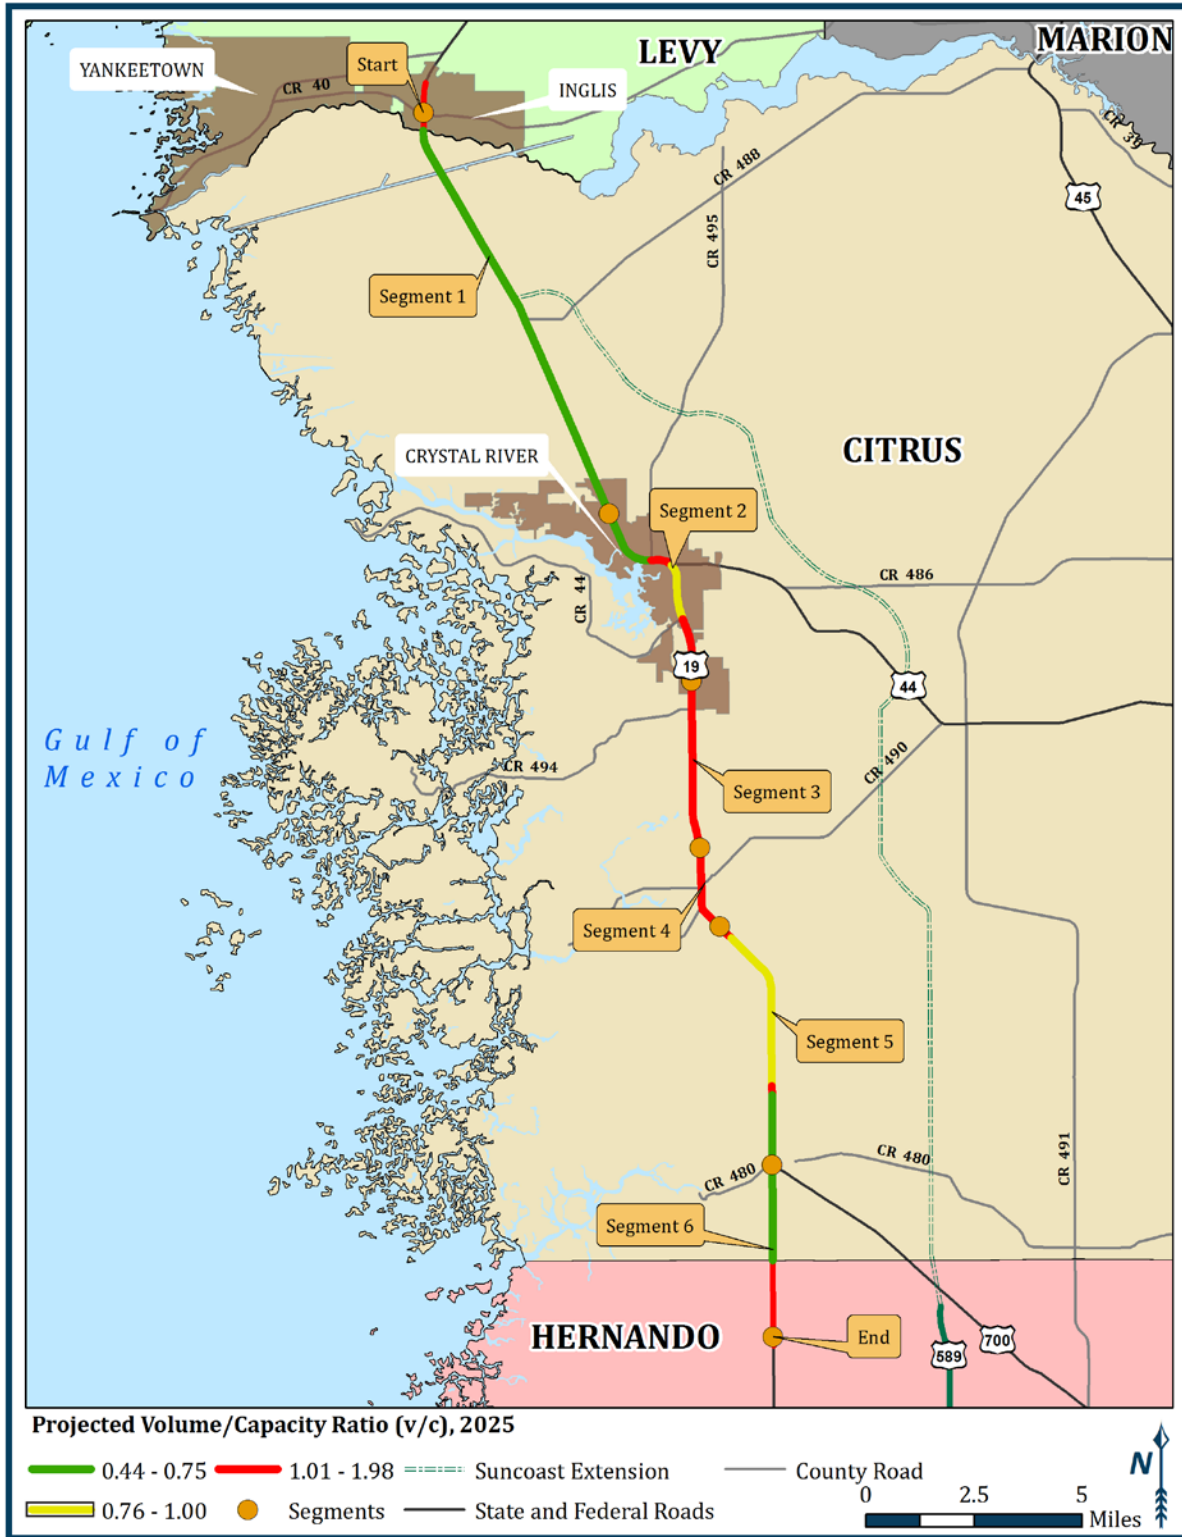 MARION
LEVY
YANKEETOWN
Start
CR 40
INGLIS
CR 39
CR 488
45
CR 495
Segment 1
CITRUS
CRYSTAL RIVER
Segment 2
CR 486
CR 44
19
44
Gulf of
Mexico
CR 494
CR 490
Segment 3
Segment 4
Segment 5
CR 480
CR 480
CR 491
Segment 6
HERNANDO
End
700
589
Projected Volume/Capacity Ratio (v/c), 2025
0.44 - 0.75
1.01 - 1.98
Suncoast Extension
County Road
0.76 - 1.00
Segments
State and Federal Roads
N
0
2.5
5
Miles